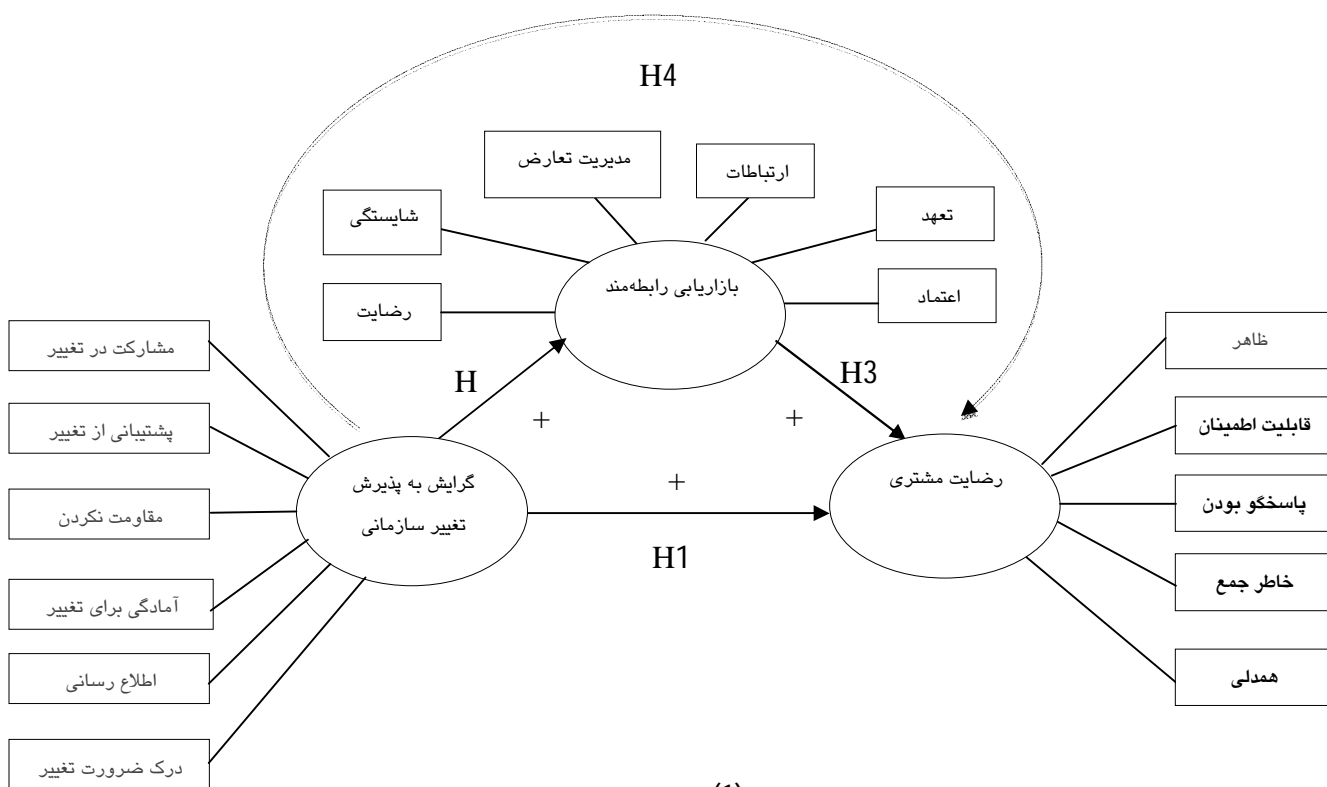 H4
مدیریت تعارض
ارتباطات
شایستگی
تعهد
بازاریابی رابطه‌مند
رضایت
اعتماد
مشارکت در تغییر
ظاهر
H
H3
+
+
پشتیبانی از تغییر
قابلیت اطمینان
گرایش به پذیرش
تغییر سازمانی
رضایت مشتری
+
مقاومت نکردن
پاسخگو بودن
H1
آمادگی برای تغییر
خاطر جمع
اطلاع رسانی
همدلی
درک ضرورت تغییر